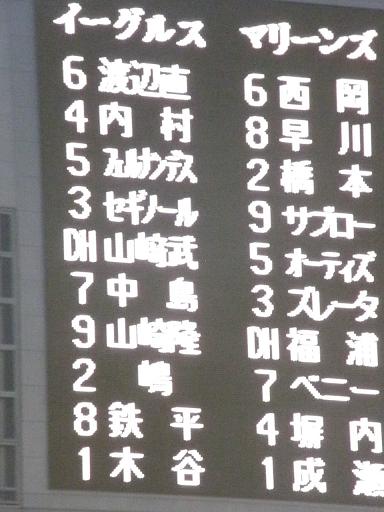 イーグルス
6 渡辺直
4 内村
5 フェルナンデス
3 セギノール
DH 山崎武
7 中島
9 山崎隆
2 嶋
8 鉄平
1 木谷
マリーンズ
6 西岡
8 早川
2 橋本
9 サブロー
5 オーティズ
3 ズレータ
DH 福浦
7 ベニー
4 堀内
1 成瀬